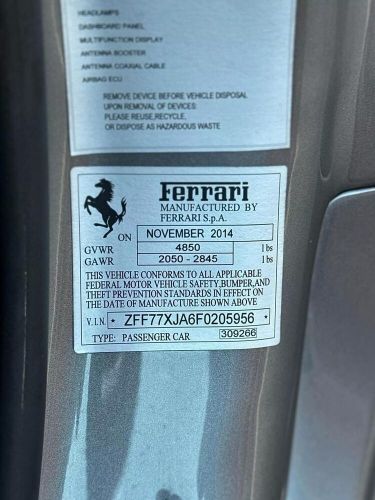 HEADLAMPS
DASHBOARD PANEL
MULTIFUNCTION DISPLAY
ANTENNA BOOSTER
ANTENNA COAXIAL CABLE
AIRBAG ECU
REMOVE DEVICE BEFORE VEHICLE DISPOSAL
UPON REMOVAL OF DEVICES:
PLEASE REUSE,RECYCLE
OR DISPOSE AS HAZARDOUS WASTE
Ferrari
MANUFACTURED BY
FERRARI S.p.A.
ON NOVEMBER 2014
GVWR 4850 lbs
GAWR 2050 - 2845 lbs
THIS VEHICLE CONFORMS TO ALL APPLICABLE
FEDERAL MOTOR VEHICLE SAFETY,BUMPER,AND
THEFT PREVENTION STANDARDS IN EFFECT ON
THE DATE OF MANUFACTURE SHOWN ABOVE
V.I.N. * ZFF77XJA6F0205956 *
TYPE: PASSENGER CAR 309266